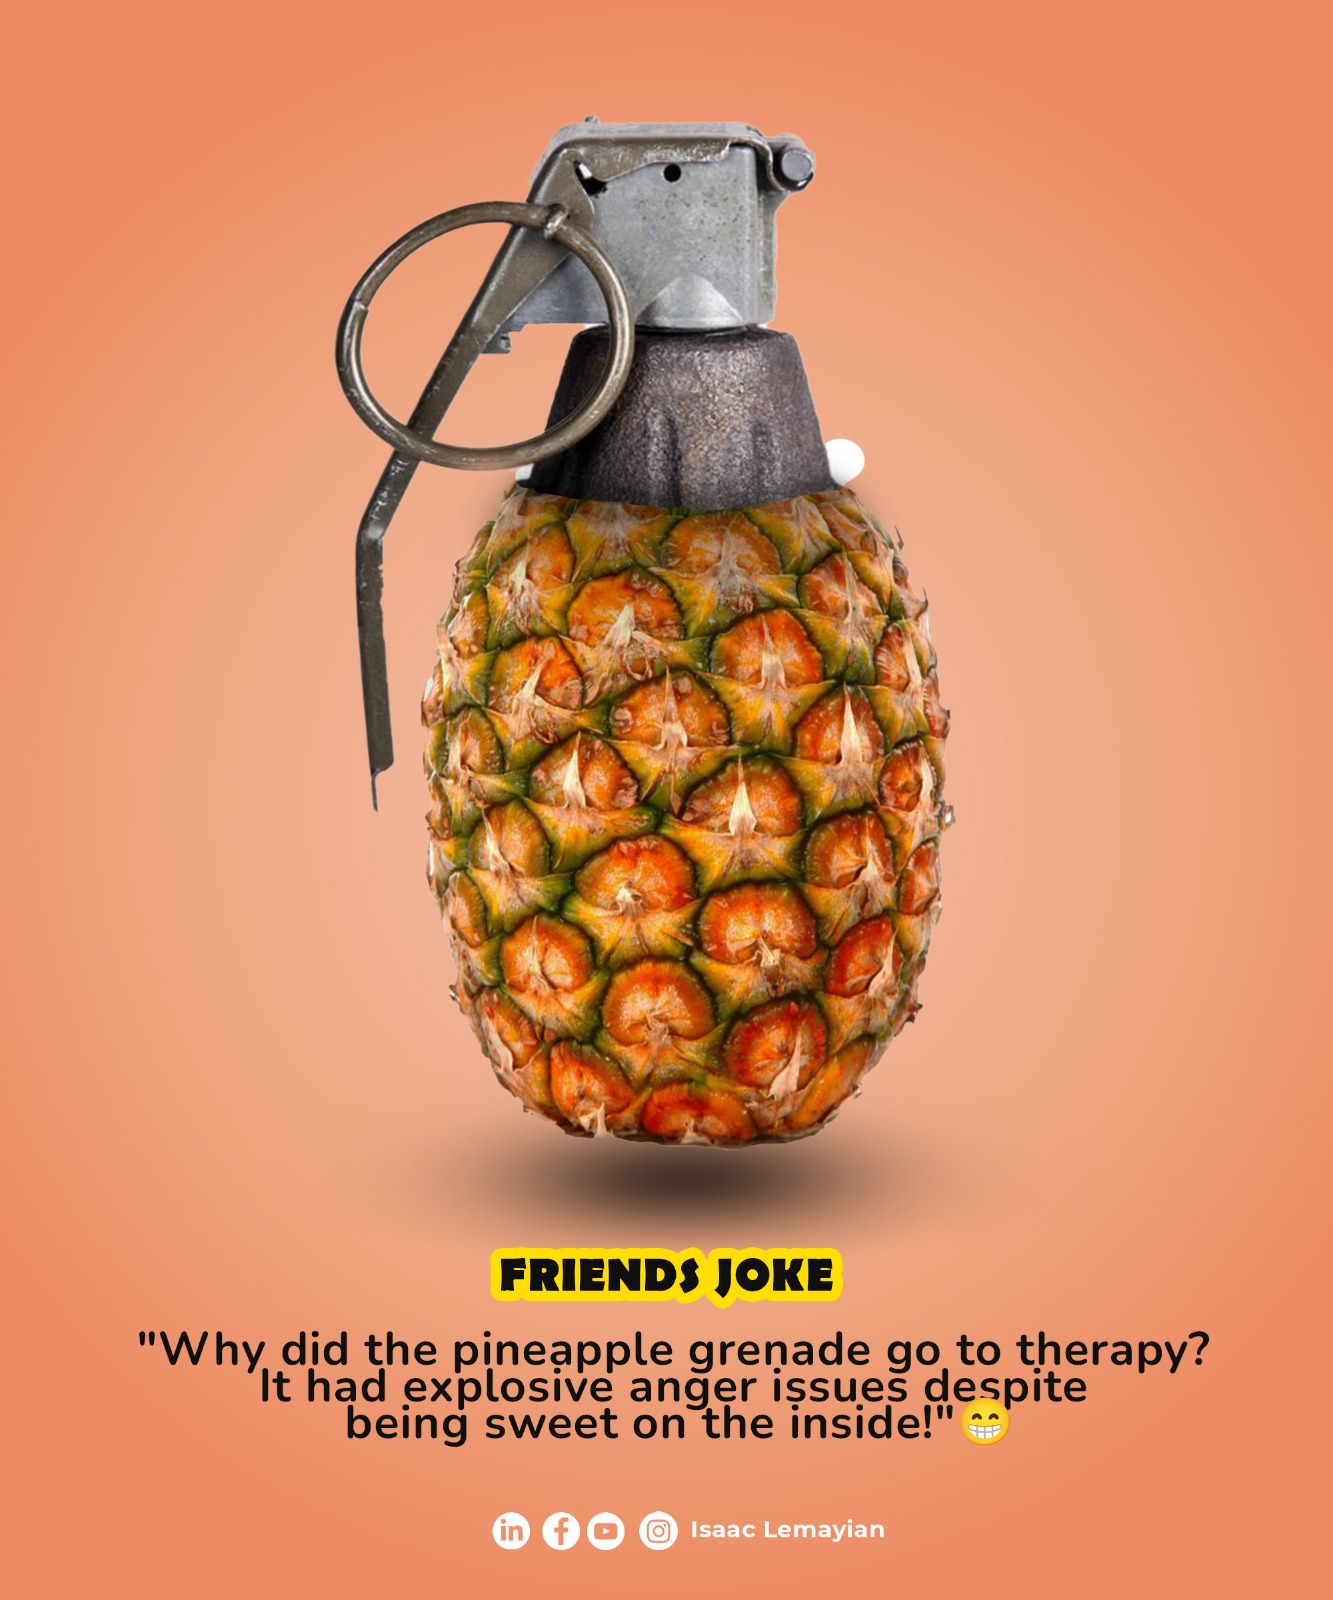 FRIENDS JOKE
"Why did the pineapple grenade go to therapy?
It had explosive anger issues despite
being sweet on the inside!"😁
in f Isaac Lemayian